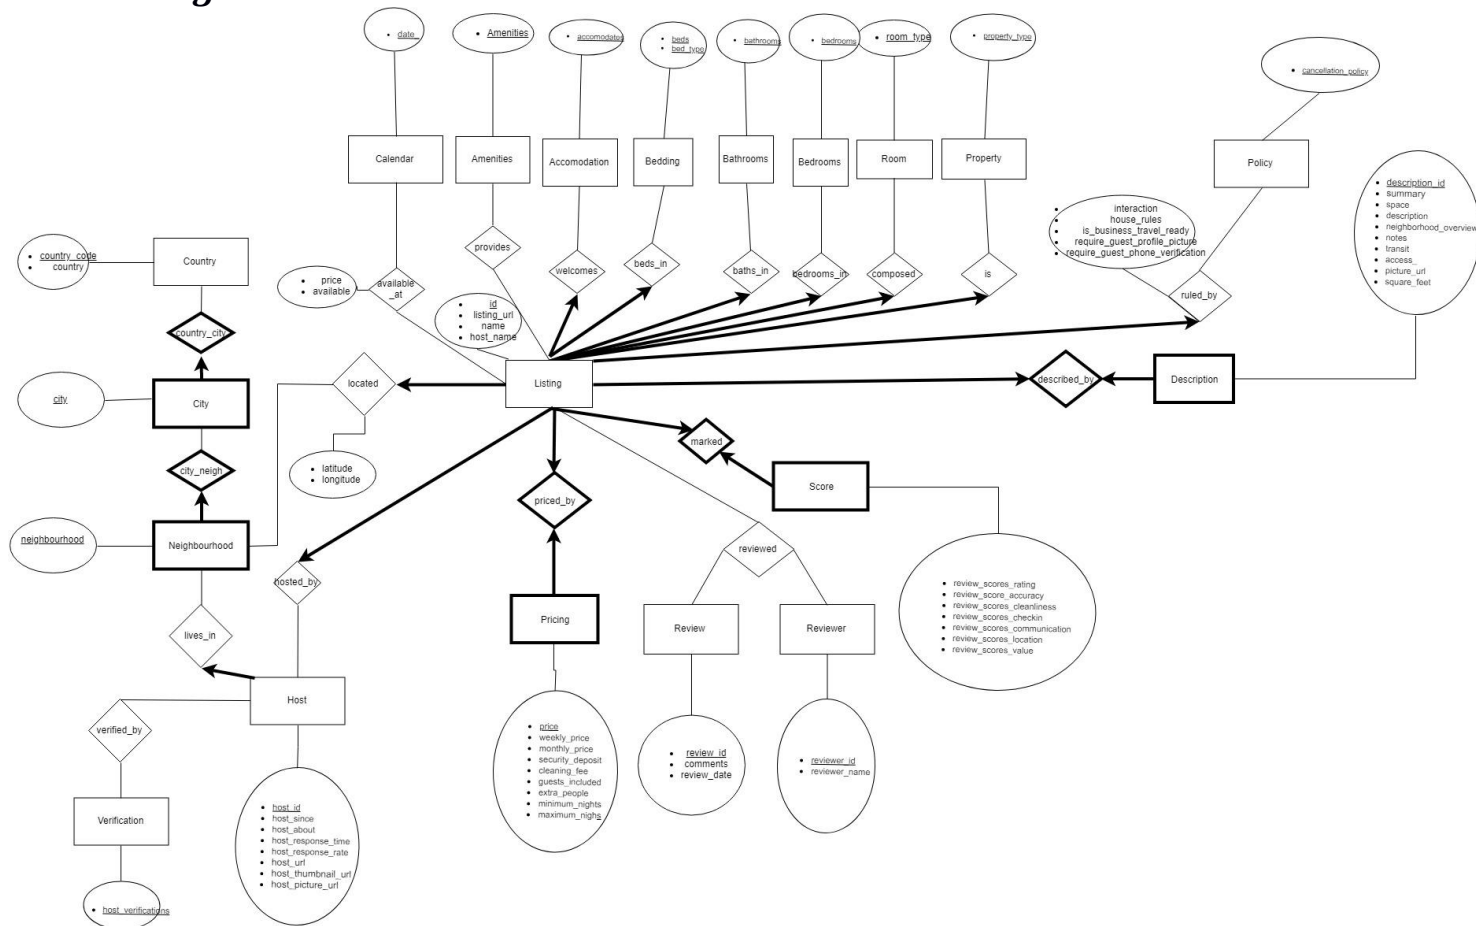 g
date_
Amenities
accomodates
beds
bed_type
bathrooms
bedrooms
room_type
property_type
cancellation_policy
Calendar
Amenities
Accomodation
Bedding
Bathrooms
Bedrooms
Room
Property
Policy
description_id
summary
space
description
neighborhood_overview
notes
transit
access_
picture_url
square_feet
interaction
house_rules
is_business_travel_ready
require_guest_profile_picture
require_guest_phone_verification
country_code
country
Country
provides
welcomes
beds_in
baths_in
bedrooms_in
composed
is
ruled_by
price
available
available
_at
id
listing_url
name
host_name
country_city
located
Listing
described_by
Description
city
City
latitude
longitude
marked
city_neigh
priced_by
Score
neighbourhood
Neighbourhood
hosted_by
reviewed
review_scores_rating
review_score_accuracy
review_scores_cleanliness
review_scores_checkin
review_scores_communication
review_scores_location
review_scores_value
lives_in
Pricing
Review
Reviewer
Host
verified_by
price
weekly_price
monthly_price
security_deposit
cleaning_fee
guests_included
extra_people
minimum_nights
maximum_nighs
review_id
comments
review_date
reviewer_id
reviewer_name
Verification
host_id
host_since
host_about
host_response_time
host_response_rate
host_url
host_thumbnail_url
host_picture_url
host_verifications